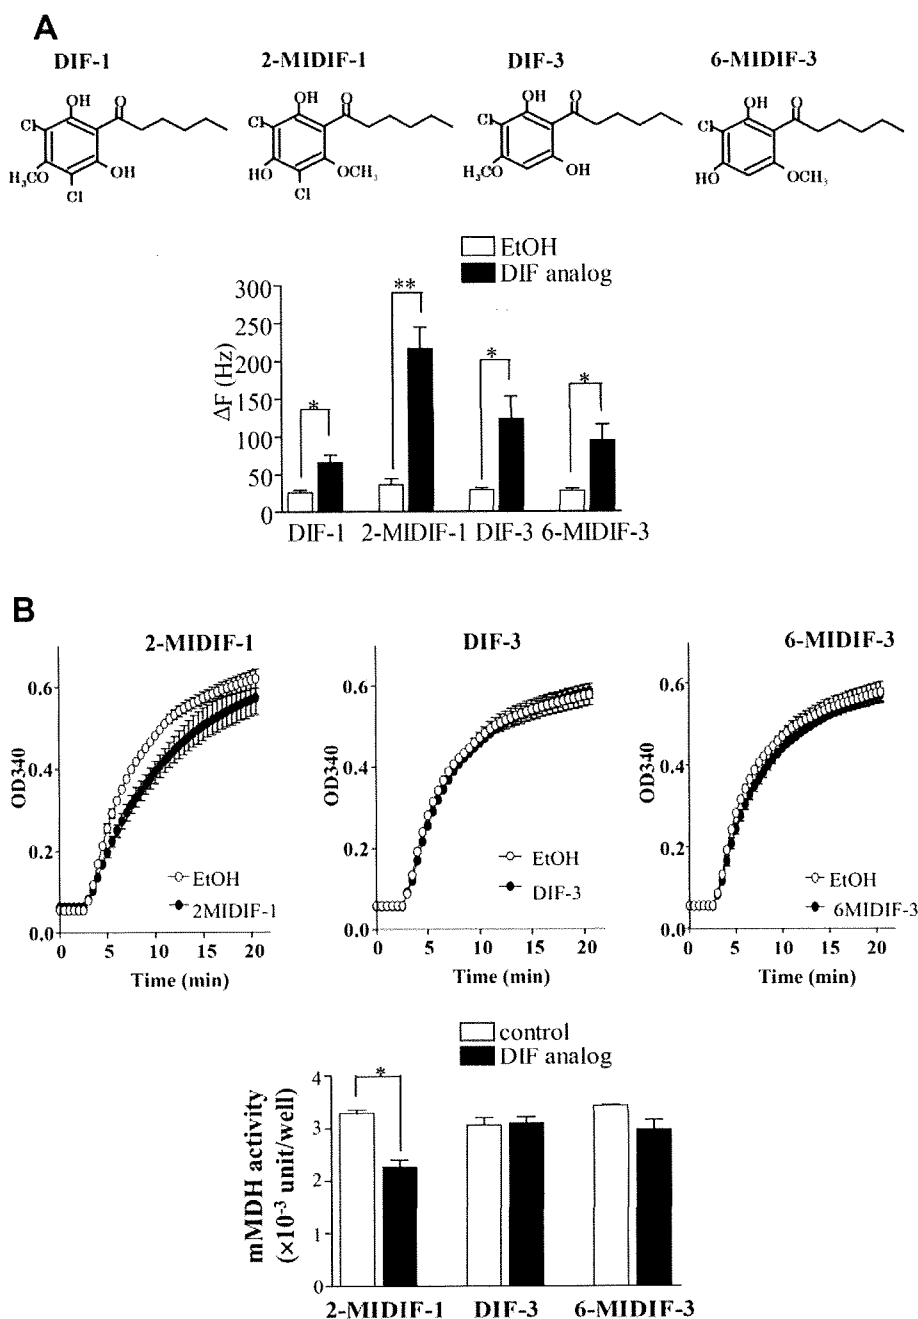 A
DIF-1 2-MIDIF-1 DIF-3 6-MIDIF-3
OH O OH O OH O OH O
Cl Cl Cl Cl
H₃CO OH HO OCH₃ H₃CO OH HO OCH₃
Cl Cl
EtOH
DIF analog
ΔF (Hz)
300
250
200
150
100
50
0
* ** * *
DIF-1 2-MIDIF-1 DIF-3 6-MIDIF-3
B
2-MIDIF-1 DIF-3 6-MIDIF-3
OD340 OD340 OD340
0.6 0.6 0.6
0.4 0.4 0.4
0.2 0.2 0.2
0.0 0.0 0.0
EtOH EtOH EtOH
2MIDIF-1 DIF-3 6MIDIF-3
0 5 10 15 20 0 5 10 15 20 0 5 10 15 20
Time (min) Time (min) Time (min)
control
DIF analog
mMDH activity
(×10⁻³ unit/well)
4
3
2
1
0
*
2-MIDIF-1 DIF-3 6-MIDIF-3